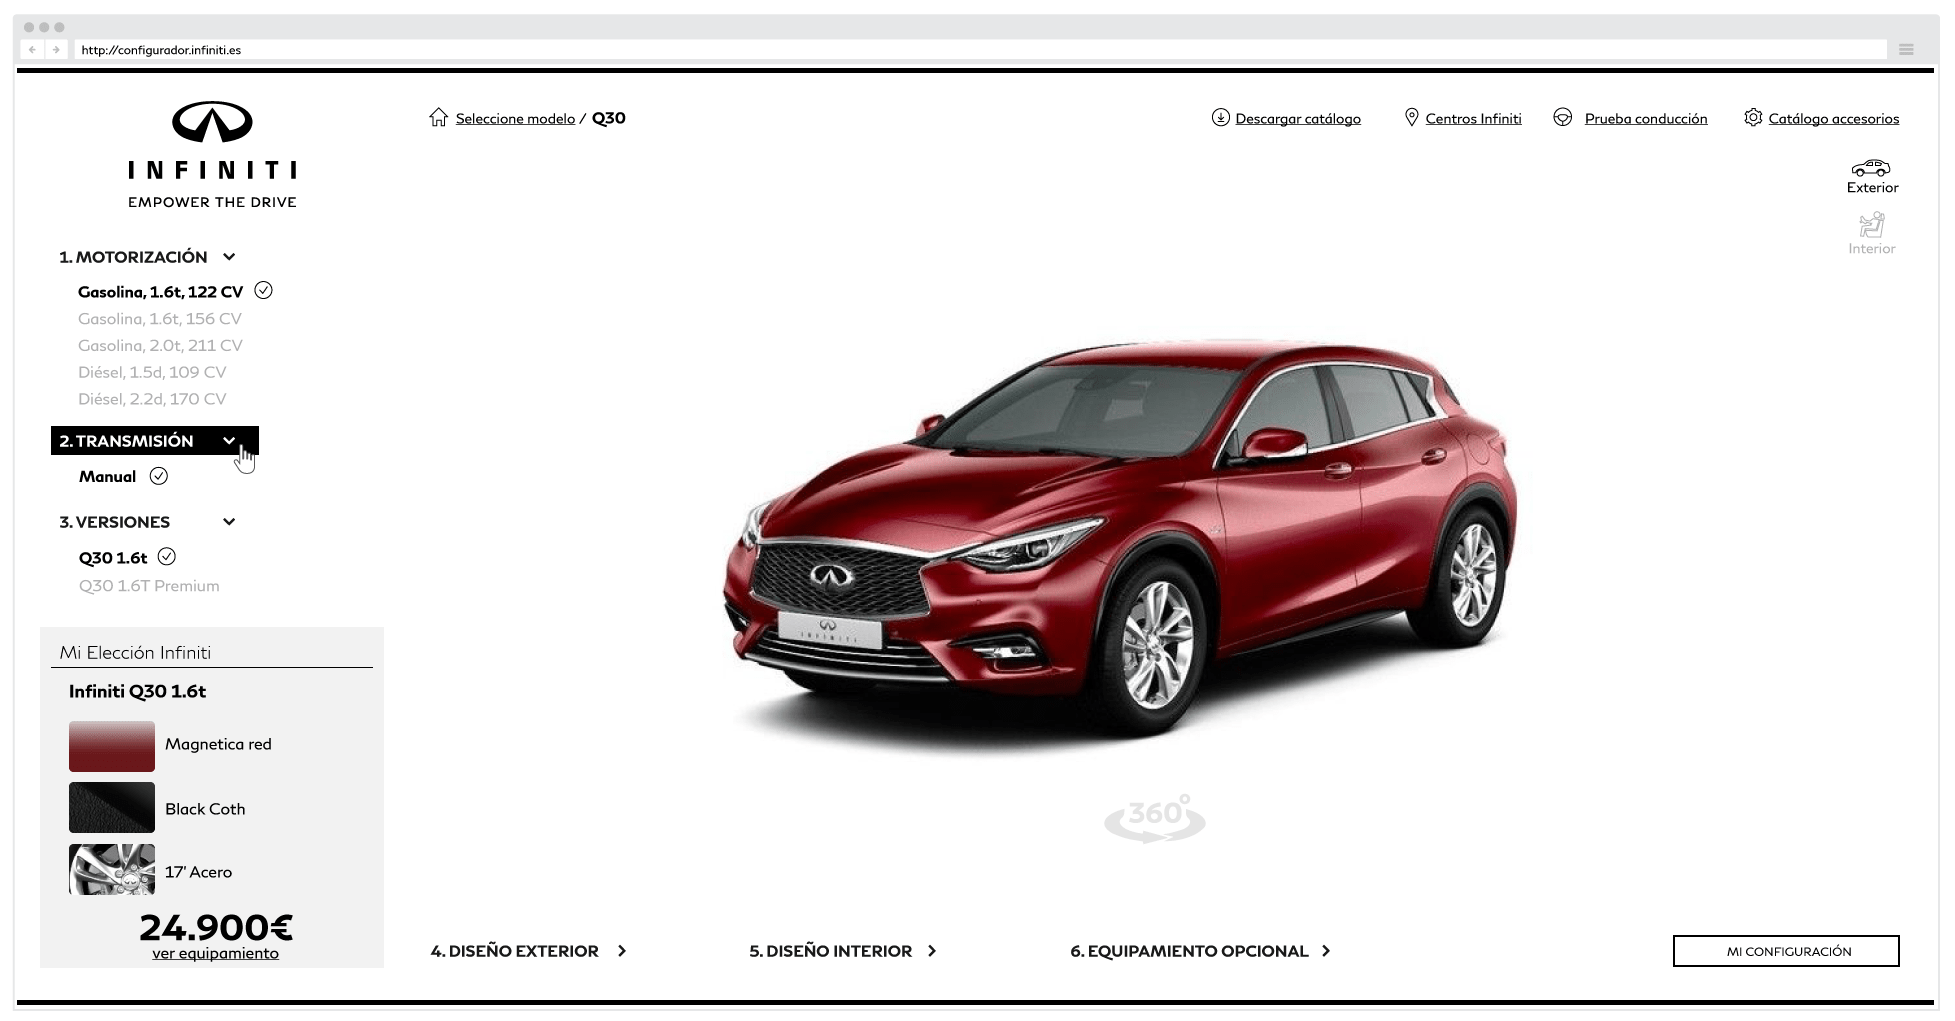 http://configurador.infiniti.es
INFINITI
EMPOWER THE DRIVE
Seleccione modelo / Q30
Descargar catálogo
Centros Infiniti
Prueba conducción
Catálogo accesorios
Exterior
Interior
1. MOTORIZACIÓN
Gasolina, 1.6t, 122 CV
Gasolina, 1.6t, 156 CV
Gasolina, 2.0t, 211 CV
Diésel, 1.5d, 109 CV
Diésel, 2.2d, 170 CV
2. TRANSMISIÓN
Manual
3. VERSIONES
Q30 1.6t
Q30 1.6T Premium
Mi Elección Infiniti
Infiniti Q30 1.6t
Magnetica red
Black Coth
17' Acero
24.900€
ver equipamiento
INFINITI
360°
4. DISEÑO EXTERIOR
5. DISEÑO INTERIOR
6. EQUIPAMIENTO OPCIONAL
MI CONFIGURACIÓN